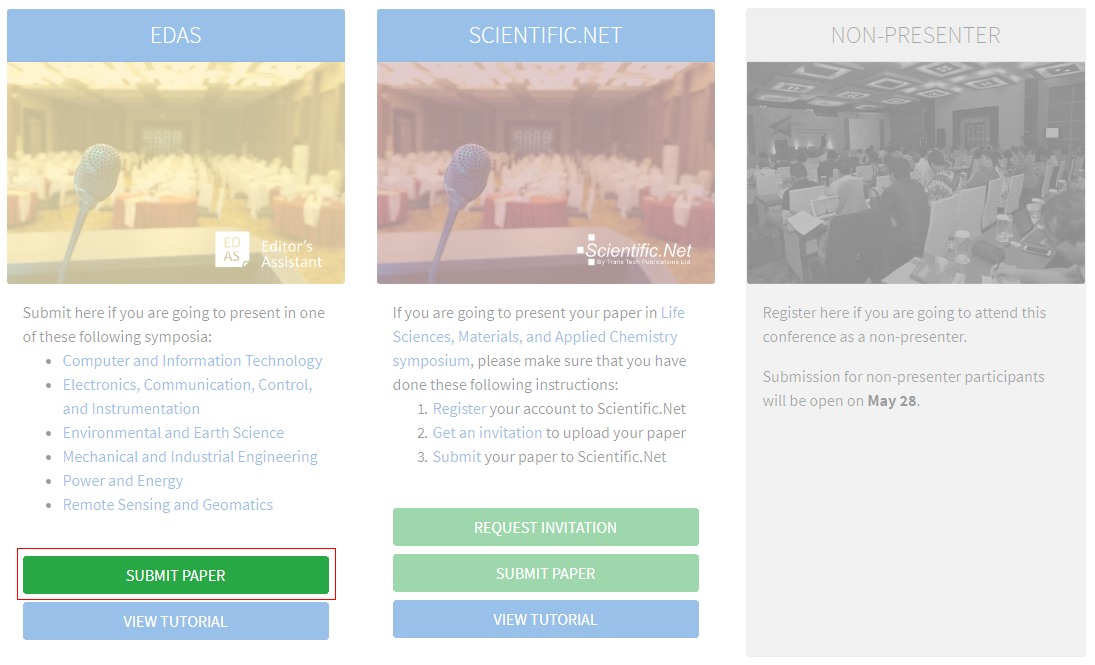 EDAS
ED
AS
Editor's
Assistant
Submit here if you are going to present in one
of these following symposia:
• Computer and Information Technology
• Electronics, Communication, Control,
and Instrumentation
• Environmental and Earth Science
• Mechanical and Industrial Engineering
• Power and Energy
• Remote Sensing and Geomatics
SUBMIT PAPER
VIEW TUTORIAL
SCIENTIFIC.NET
Scientific.Net
By Trans Tech Publications Ltd
If you are going to present your paper in Life
Sciences, Materials, and Applied Chemistry
symposium, please make sure that you have
done these following instructions:
1. Register your account to Scientific.Net
2. Get an invitation to upload your paper
3. Submit your paper to Scientific.Net
REQUEST INVITATION
SUBMIT PAPER
VIEW TUTORIAL
NON-PRESENTER
Register here if you are going to attend this
conference as a non-presenter.
Submission for non-presenter participants
will be open on May 28.